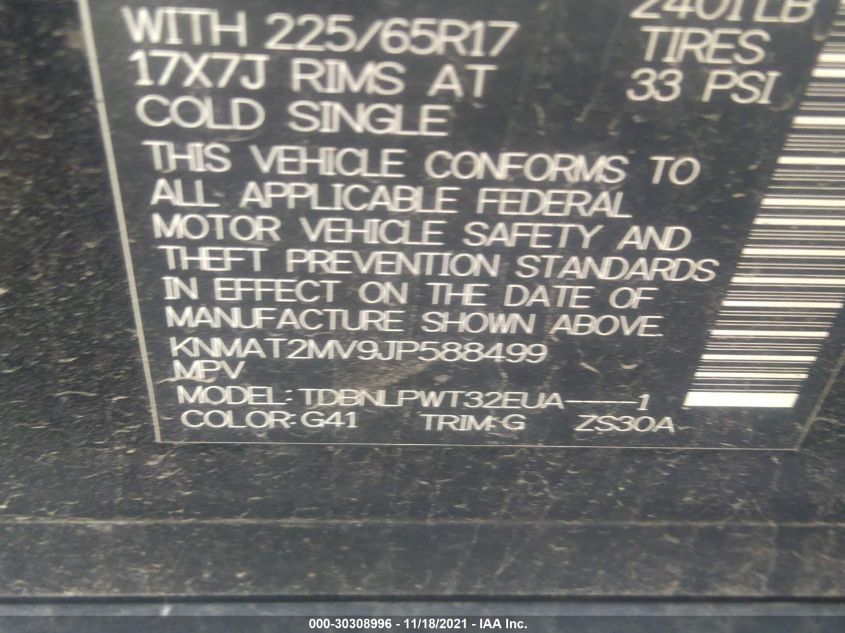 2401LB
WITH 225/65R17 TIRES
17X7J RIMS AT 33 PSI
COLD SINGLE
THIS VEHICLE CONFORMS TO
ALL APPLICABLE FEDERAL
MOTOR VEHICLE SAFETY AND
THEFT PREVENTION STANDARDS
IN EFFECT ON THE DATE OF
MANUFACTURE SHOWN ABOVE
KNMAT2MV9JP588499
MPV
MODEL: TDBNLPWT32EUA----1
COLOR: G41 TRIM: G ZS30A
000-30308996 - 11/18/2021 - IAA Inc.